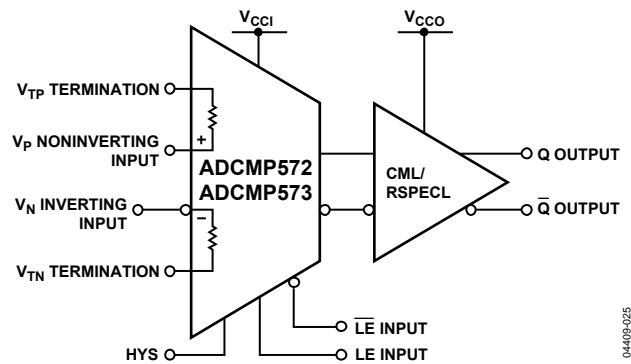 VCCI
VCCO
VTP TERMINATION
VP NONINVERTING
INPUT
+
ADCMP572
ADCMP573
CML/
RSPECL
Q OUTPUT
VN INVERTING
INPUT
–
Q̅ OUTPUT
VTN TERMINATION
L̅E̅ INPUT
HYS
LE INPUT
04409-025